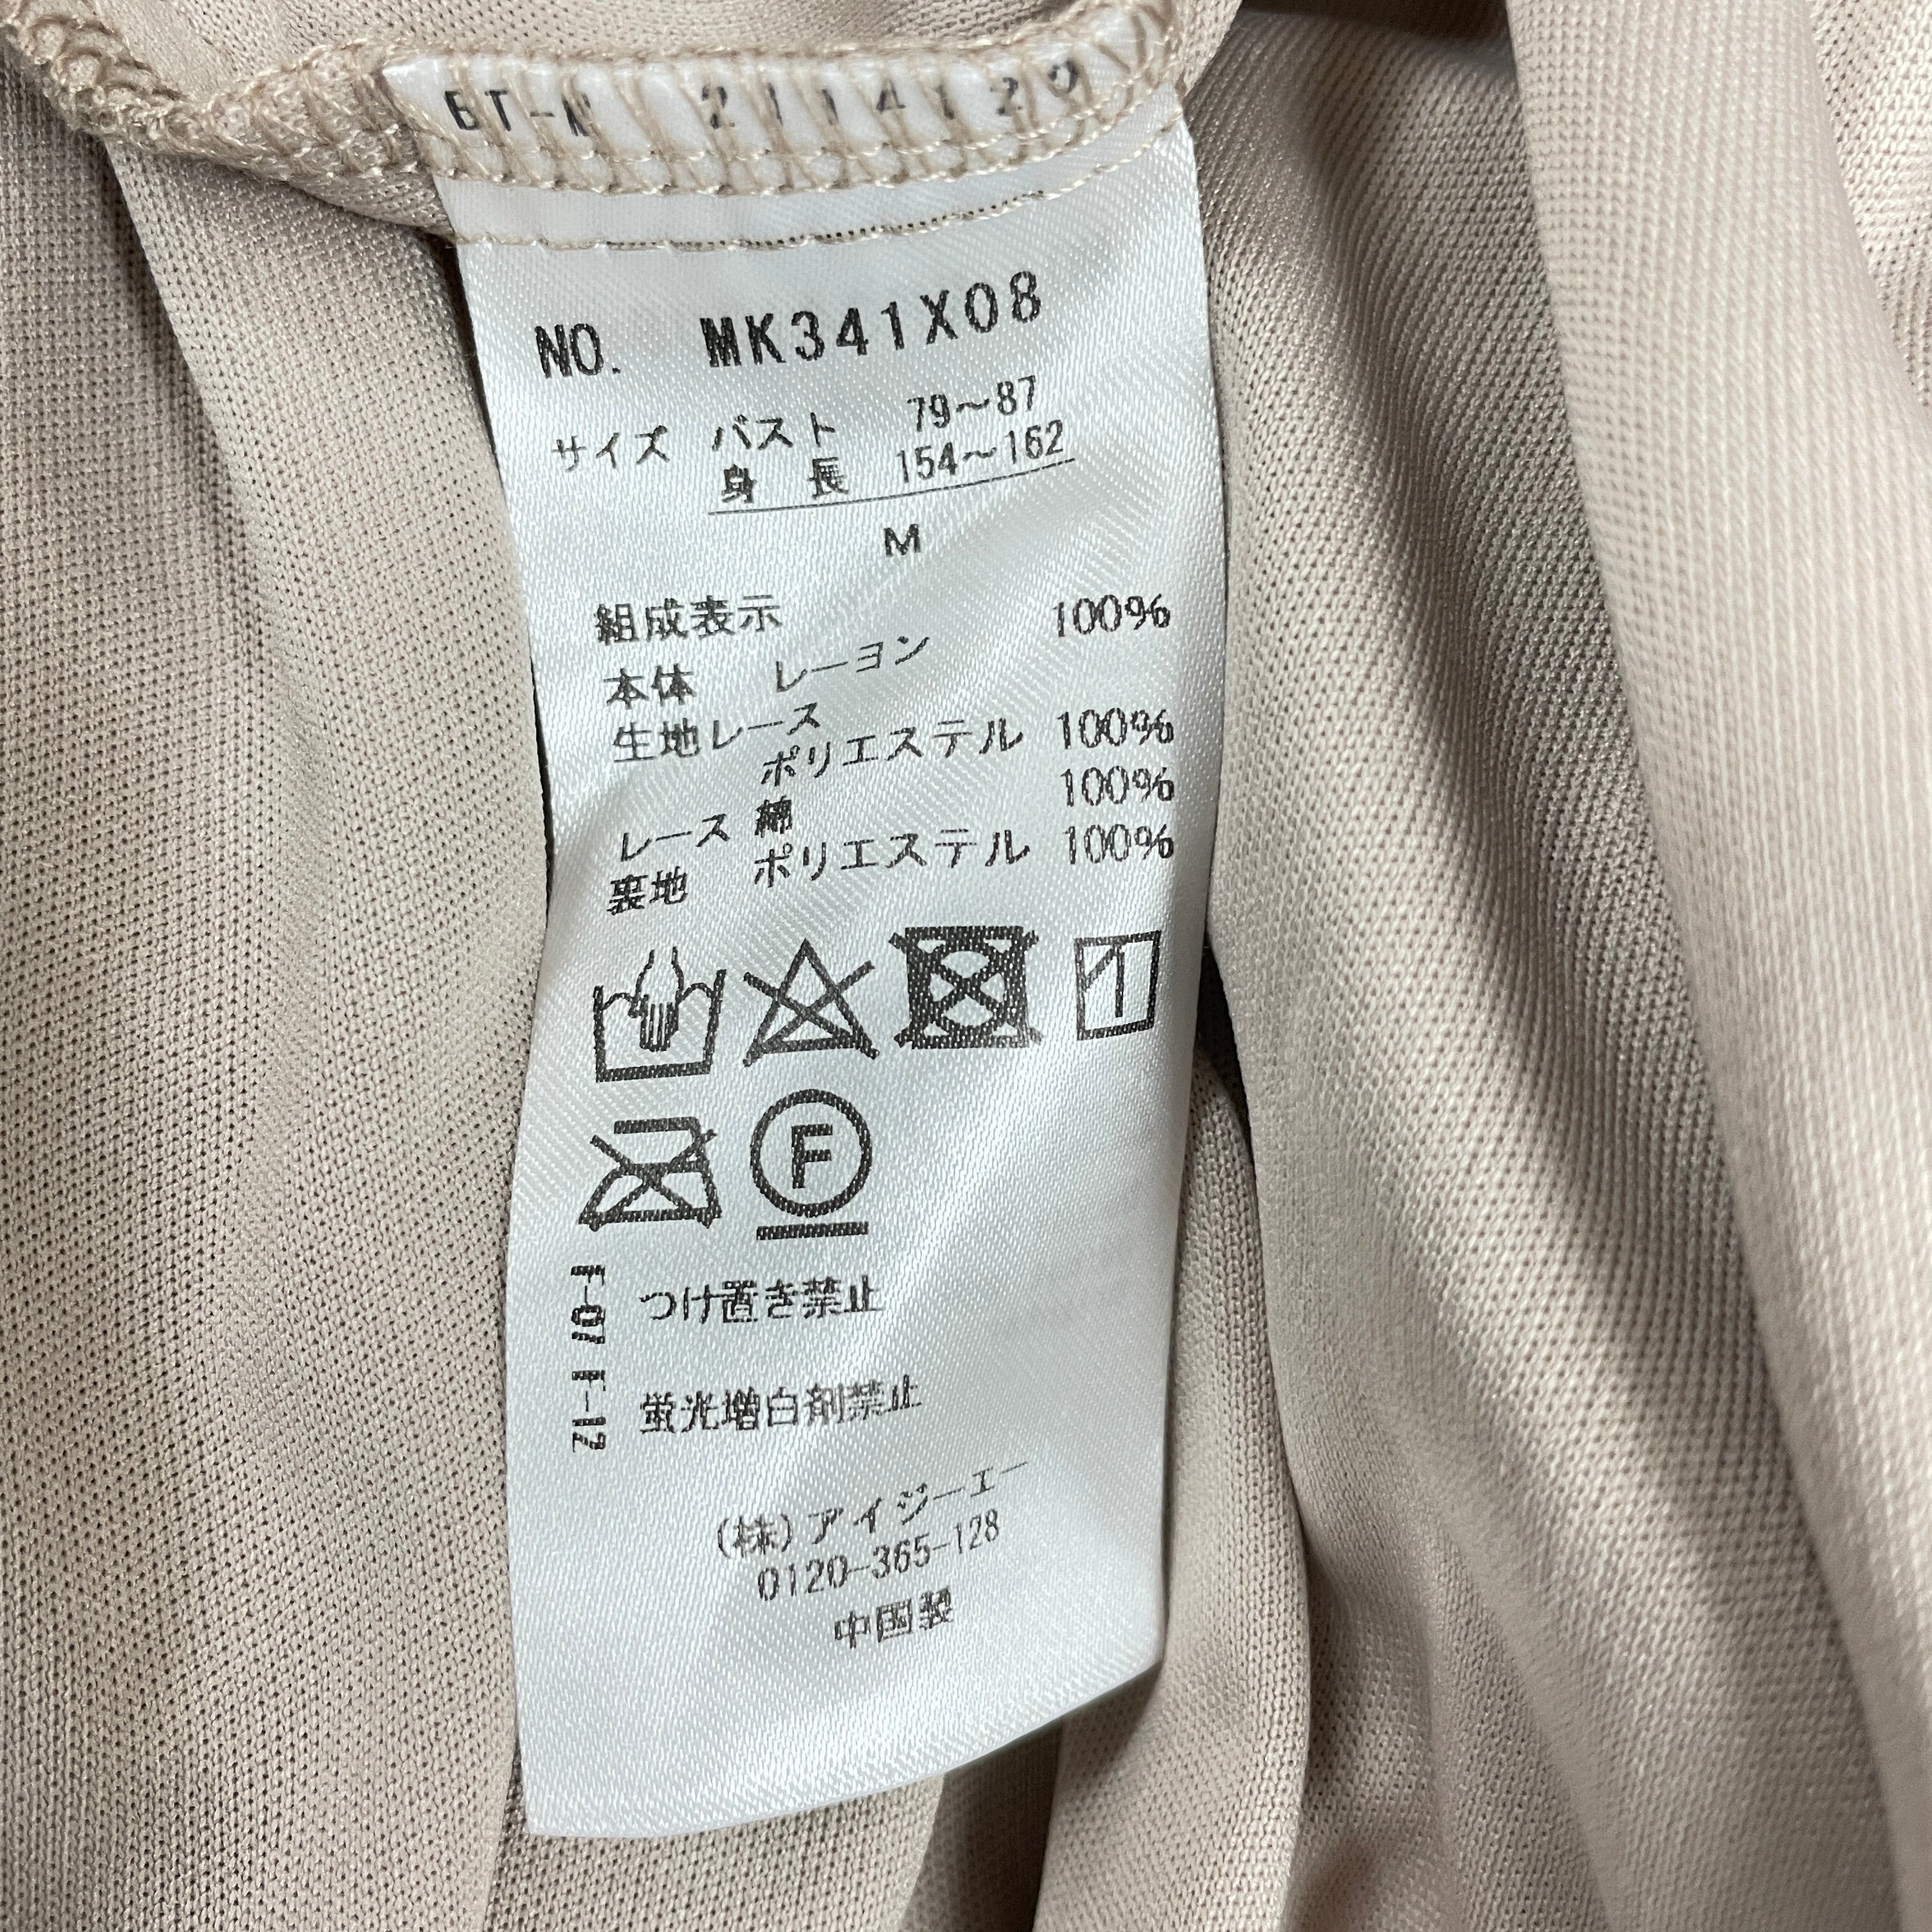 2114129
NO. MK341X08
サイズ バスト 79～87
身長 154～162
M
組成表示
本体 レーヨン 100%
生地レース
ポリエステル 100%
レース 綿 100%
裏地 ポリエステル 100%
F
F-07 F-12
つけ置き禁止
蛍光増白剤禁止
(株)アイジーエー
0120-365-128
中国製